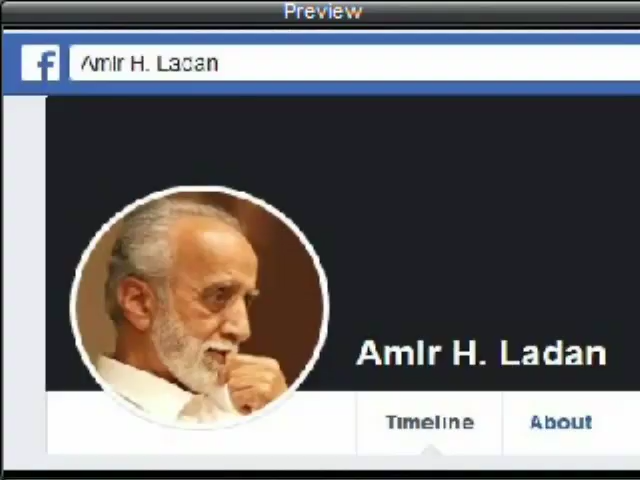 Preview
f
Amir H. Ladan
Amir H. Ladan
Timeline
About